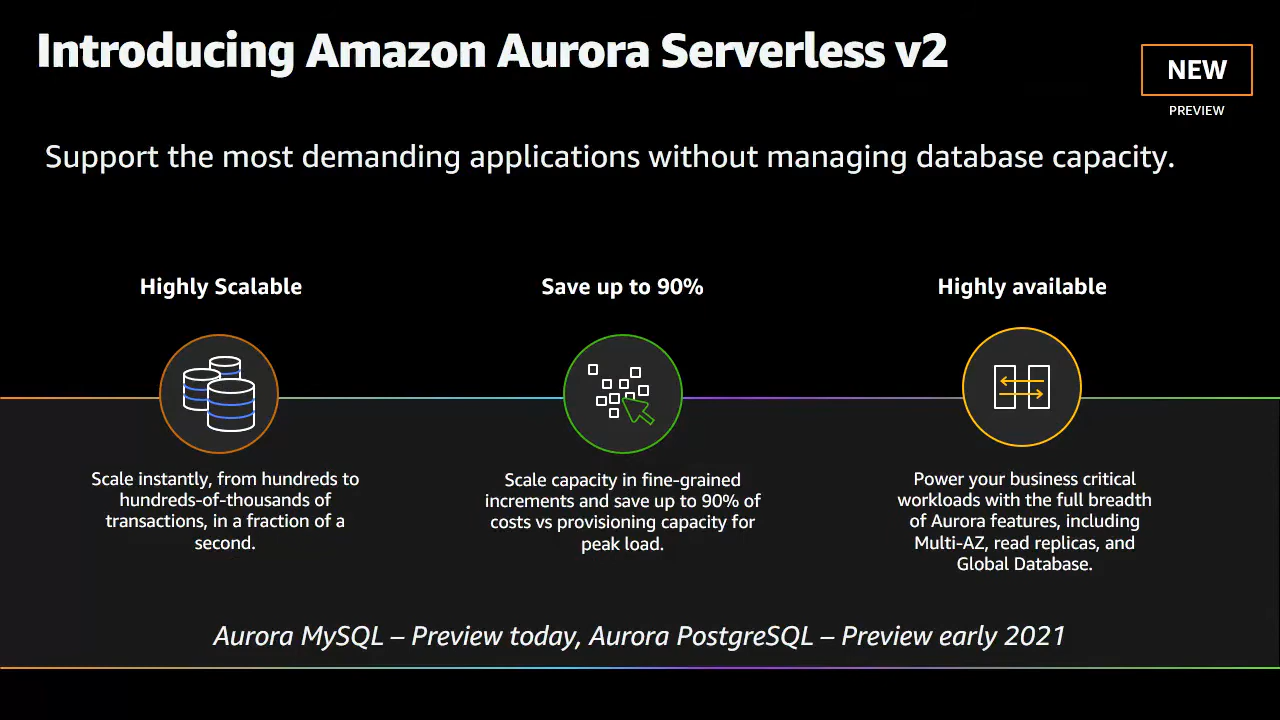 Introducing Amazon Aurora Serverless v2
NEW
PREVIEW
Support the most demanding applications without managing database capacity.
Highly Scalable
Scale instantly, from hundreds to
hundreds-of-thousands of
transactions, in a fraction of a
second.
Save up to 90%
Scale capacity in fine-grained
increments and save up to 90% of
costs vs provisioning capacity for
peak load.
Highly available
Power your business critical
workloads with the full breadth
of Aurora features, including
Multi-AZ, read replicas, and
Global Database.
Aurora MySQL – Preview today, Aurora PostgreSQL – Preview early 2021